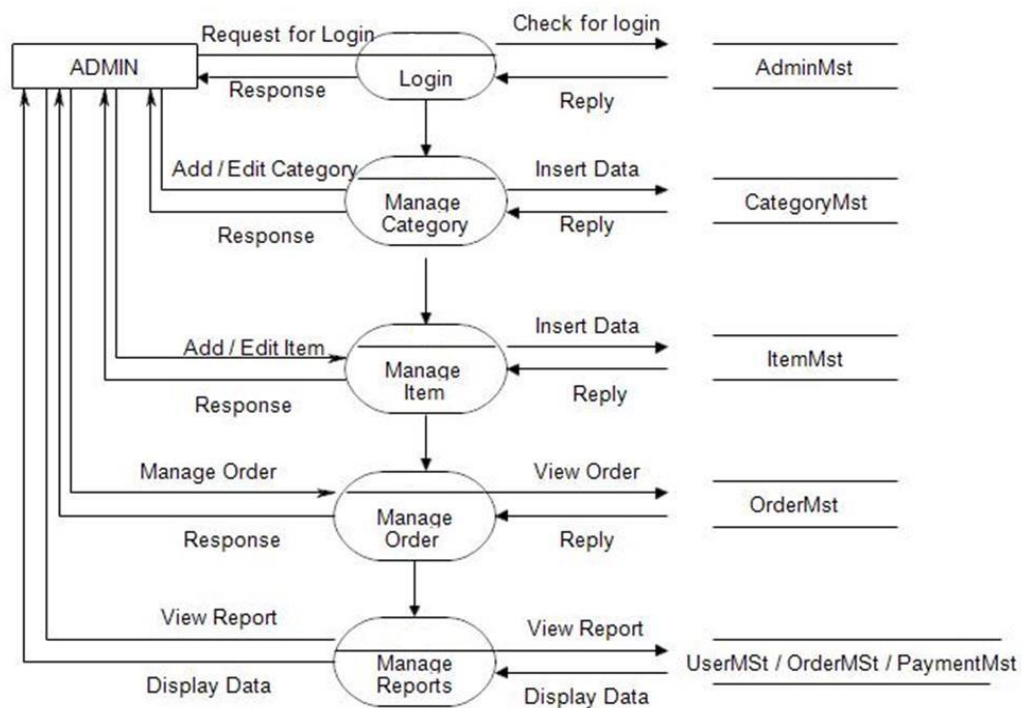 Request for Login
Check for login
ADMIN
Login
AdminMst
Response
Reply
Add / Edit Category
Insert Data
Manage
Category
CategoryMst
Response
Reply
Add / Edit Item
Insert Data
Manage
Item
ItemMst
Response
Reply
Manage Order
View Order
Manage
Order
OrderMst
Response
Reply
View Report
View Report
Manage
Reports
UserMSt / OrderMSt / PaymentMst
Display Data
Display Data